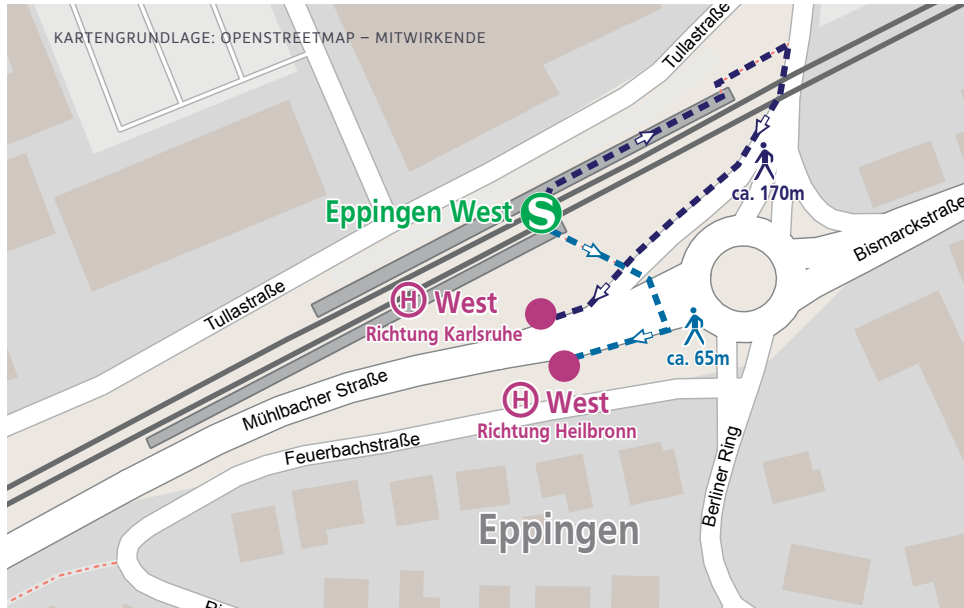 KARTENGRUNDLAGE: OPENSTREETMAP – MITWIRKENDE
Tullastraße
ca. 170m
Eppingen West S
Bismarckstraße
Tullastraße
H West
Richtung Karlsruhe
ca. 65m
Mühlbacher Straße
H West
Richtung Heilbronn
Feuerbachstraße
Berliner Ring
Eppingen